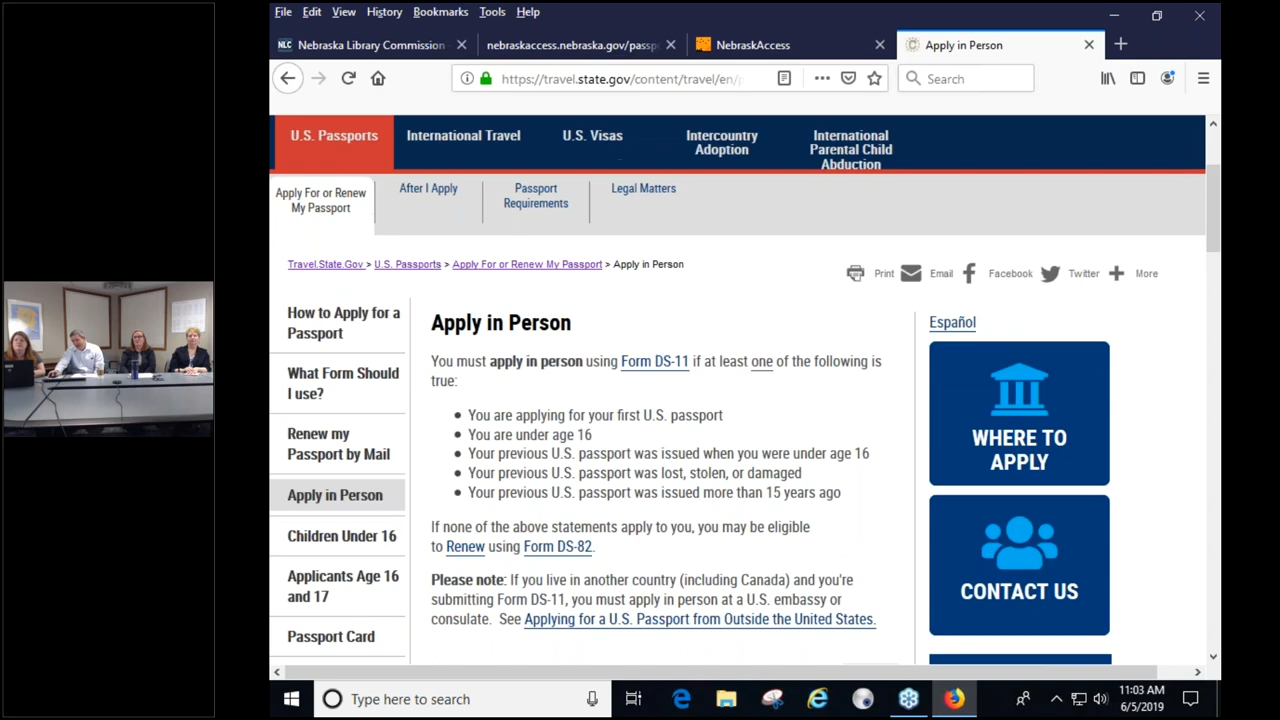 File Edit View History Bookmarks Tools Help
NLC Nebraska Library Commission
nebraskaccess.nebraska.gov/passp
NebraskAccess
Apply in Person
https://travel.state.gov/content/travel/en/p
Search
U.S. Passports
International Travel
U.S. Visas
Intercountry
Adoption
International
Parental Child
Abduction
Apply For or Renew
My Passport
After I Apply
Passport
Requirements
Legal Matters
Travel.State.Gov > U.S. Passports > Apply For or Renew My Passport > Apply in Person
Print Email Facebook Twitter More
How to Apply for a
Passport
What Form Should
I use?
Renew my
Passport by Mail
Apply in Person
Children Under 16
Applicants Age 16
and 17
Passport Card
Apply in Person
You must apply in person using Form DS-11 if at least one of the following is
true:
• You are applying for your first U.S. passport
• You are under age 16
• Your previous U.S. passport was issued when you were under age 16
• Your previous U.S. passport was lost, stolen, or damaged
• Your previous U.S. passport was issued more than 15 years ago
If none of the above statements apply to you, you may be eligible
to Renew using Form DS-82.
Please note: If you live in another country (including Canada) and you're
submitting Form DS-11, you must apply in person at a U.S. embassy or
consulate. See Applying for a U.S. Passport from Outside the United States.
Español
WHERE TO
APPLY
CONTACT US
Type here to search
11:03 AM
6/5/2019